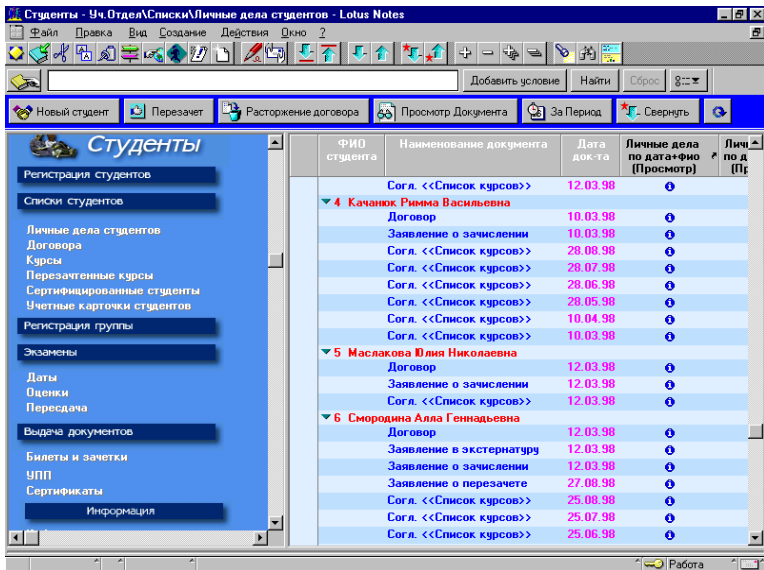 Студенты - Уч.Отдел\Списки\Личные дела студентов - Lotus Notes
Файл Правка Вид Создание Действия Окно ?
Добавить условие Найти Сброс
Новый студент Перезачет Расторжение договора Просмотр Документа За Период Свернуть
Студенты
Регистрация студентов
Списки студентов
Личные дела студентов
Договора
Курсы
Перезачтенные курсы
Сертифицированные студенты
Учетные карточки студентов
Регистрация группы
Экзамены
Даты
Оценки
Пересдача
Выдача документов
Билеты и зачетки
УПП
Сертификаты
Информация
ФИО Наименование документа Дата Личные дела
студента док-та по дата+фио
(Просмотр)
Согл. <<Список курсов>> 12.03.98
4 Качанюк Римма Васильевна
Договор 10.03.98
Заявление о зачислении 10.03.98
Согл. <<Список курсов>> 28.08.98
Согл. <<Список курсов>> 28.07.98
Согл. <<Список курсов>> 28.06.98
Согл. <<Список курсов>> 28.05.98
Согл. <<Список курсов>> 10.04.98
Согл. <<Список курсов>> 10.03.98
5 Маслакова Юлия Николаевна
Договор 12.03.98
Заявление о зачислении 12.03.98
Согл. <<Список курсов>> 12.03.98
6 Смородина Алла Геннадьевна
Договор 12.03.98
Заявление в экстернатуру 12.03.98
Заявление о зачислении 12.03.98
Заявление о перезачете 27.08.98
Согл. <<Список курсов>> 25.08.98
Согл. <<Список курсов>> 25.07.98
Согл. <<Список курсов>> 25.06.98
Работа